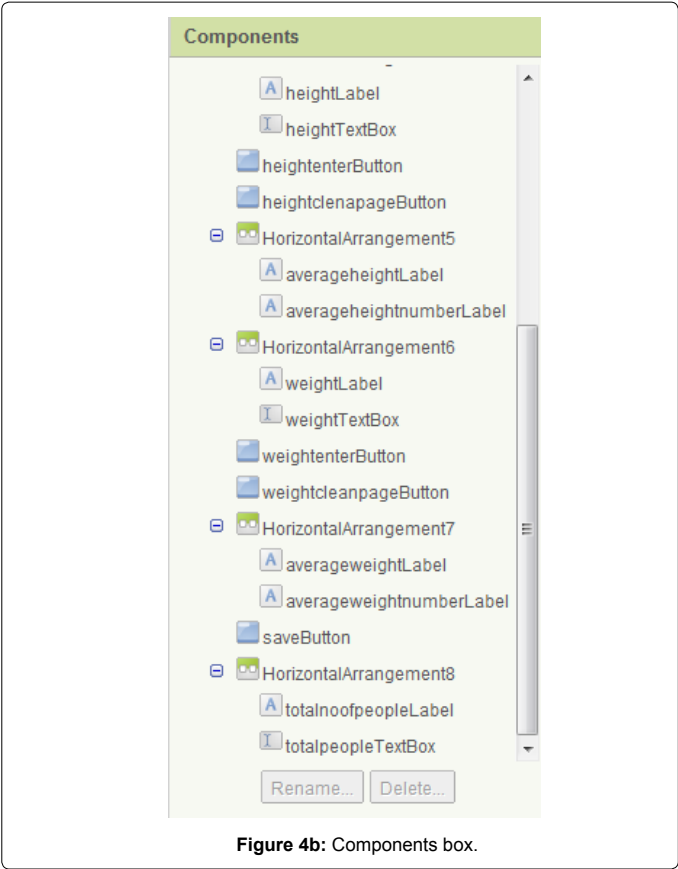 Components
heightLabel
heightTextBox
heightenterButton
heightclenapageButton
HorizontalArrangement5
averageheightLabel
averageheightnumberLabel
HorizontalArrangement6
weightLabel
weightTextBox
weightenterButton
weightcleanpageButton
HorizontalArrangement7
averageweightLabel
averageweightnumberLabel
saveButton
HorizontalArrangement8
totalnoofpeopleLabel
totalpeopleTextBox
Rename... Delete...
Figure 4b: Components box.